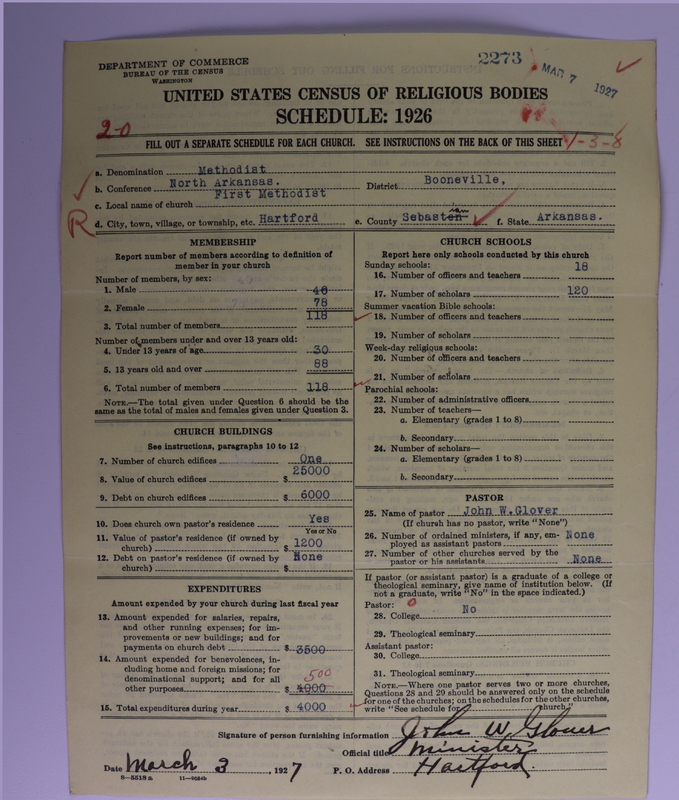 DEPARTMENT OF COMMERCE
BUREAU OF THE CENSUS
WASHINGTON
2273
MAR 7 1927
UNITED STATES CENSUS OF RELIGIOUS BODIES
SCHEDULE: 1926
2-0
FILL OUT A SEPARATE SCHEDULE FOR EACH CHURCH. SEE INSTRUCTIONS ON THE BACK OF THIS SHEET
1-3-8
a. Denomination Methodist
b. Conference North Arkansas. District Booneville,
c. Local name of church First Methodist
R
d. City, town, village, or township, etc. Hartford e. County Sebasten ian f. State Arkansas.
MEMBERSHIP
Report number of members according to definition of
member in your church
Number of members, by sex:
1. Male 40
2. Female 78
3. Total number of members 118
Number of members under and over 13 years old:
4. Under 13 years of age 30
5. 13 years old and over 88
6. Total number of members 118
NOTE.—The total given under Question 6 should be the
same as the total of males and females given under Question 3.
CHURCH BUILDINGS
See instructions, paragraphs 10 to 12
7. Number of church edifices One
8. Value of church edifices $ 25000
9. Debt on church edifices $ 6000
10. Does church own pastor's residence Yes
Yes or No
11. Value of pastor's residence (if owned by
church) $ 1200
12. Debt on pastor's residence (if owned by
church) $ None
EXPENDITURES
Amount expended by your church during last fiscal year
13. Amount expended for salaries, repairs,
and other running expenses; for im-
provements or new buildings; and for
payments on church debt $ 3500
14. Amount expended for benevolences, in-
cluding home and foreign missions; for
denominational support; and for all
other purposes $ 4000 500
15. Total expenditures during year $ 4000
CHURCH SCHOOLS
Report here only schools conducted by this church
Sunday schools:
16. Number of officers and teachers 18
17. Number of scholars 120
Summer vacation Bible schools:
18. Number of officers and teachers
19. Number of scholars
Week-day religious schools:
20. Number of officers and teachers
21. Number of scholars
Parochial schools:
22. Number of administrative officers
23. Number of teachers—
a. Elementary (grades 1 to 8)
b. Secondary
24. Number of scholars—
a. Elementary (grades 1 to 8)
b. Secondary
PASTOR
25. Name of pastor John W.Glover
(If church has no pastor, write "None")
26. Number of ordained ministers, if any, em-
ployed as assistant pastors None
27. Number of other churches served by the
pastor or his assistants None
If pastor (or assistant pastor) is a graduate of a college or
theological seminary, give name of institution below. (If
not a graduate, write "No" in the space indicated.)
Pastor: 0
28. College No
29. Theological seminary
Assistant pastor:
30. College
31. Theological seminary
NOTE.—Where one pastor serves two or more churches,
Questions 28 and 29 should be answered only on the schedule
for one of the churches; on the schedules for the other churches,
write "See schedule for church."
Signature of person furnishing information John W Glover
Official title Minister
Date March 3, 1927 P. O. Address Hartford.
8-5518 a 11-9284b